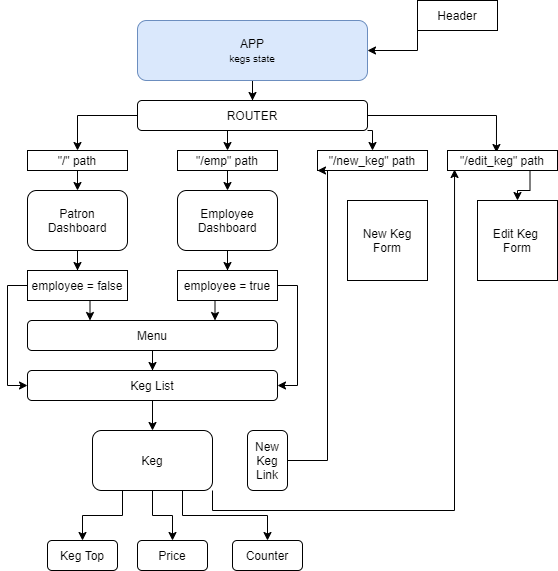 Header
APP
kegs state
ROUTER
"/" path
"/emp" path
"/new_keg" path
"/edit_keg" path
Patron
Dashboard
Employee
Dashboard
New Keg
Form
Edit Keg
Form
employee = false
employee = true
Menu
Keg List
Keg
New
Keg
Link
Keg Top
Price
Counter